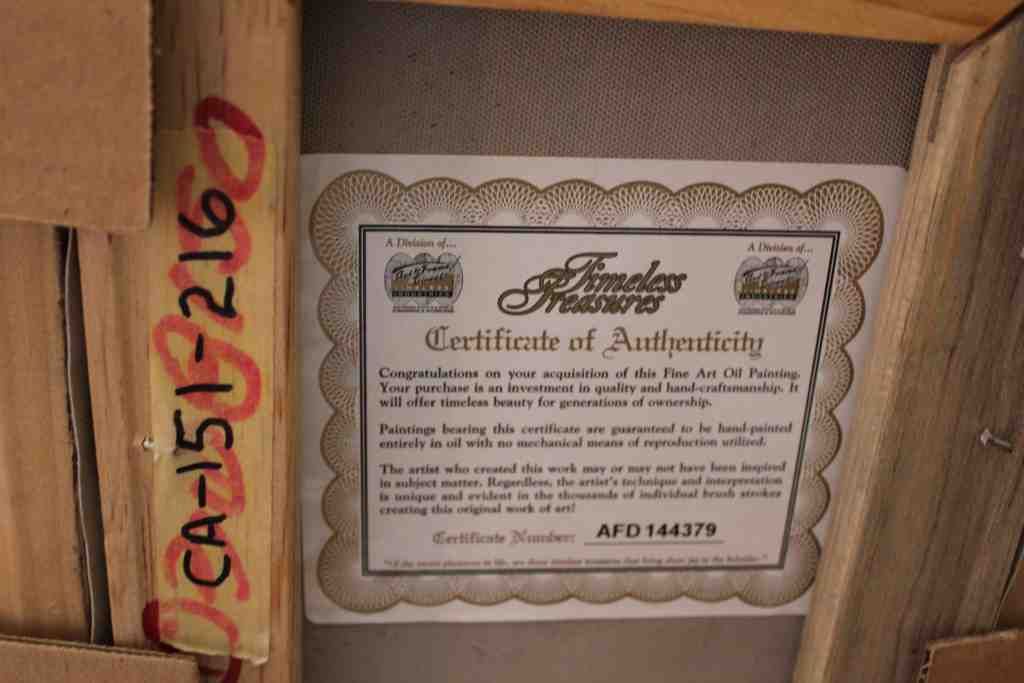 CA-151-2160
A Division of...
INDUSTRIES
Timeless
Treasures
A Division of...
INDUSTRIES
Certificate of Authenticity
Congratulations on your acquisition of this Fine Art Oil Painting.
Your purchase is an investment in quality and hand-craftsmanship. It
will offer timeless beauty for generations of ownership.
Paintings bearing this certificate are guaranteed to be hand-painted
entirely in oil with no mechanical means of reproduction utilized.
The artist who created this work may or may not have been inspired
in subject matter. Regardless, the artist's technique and interpretation
is unique and evident in the thousands of individual brush strokes
creating this original work of art!
Certificate Number: AFD 144379